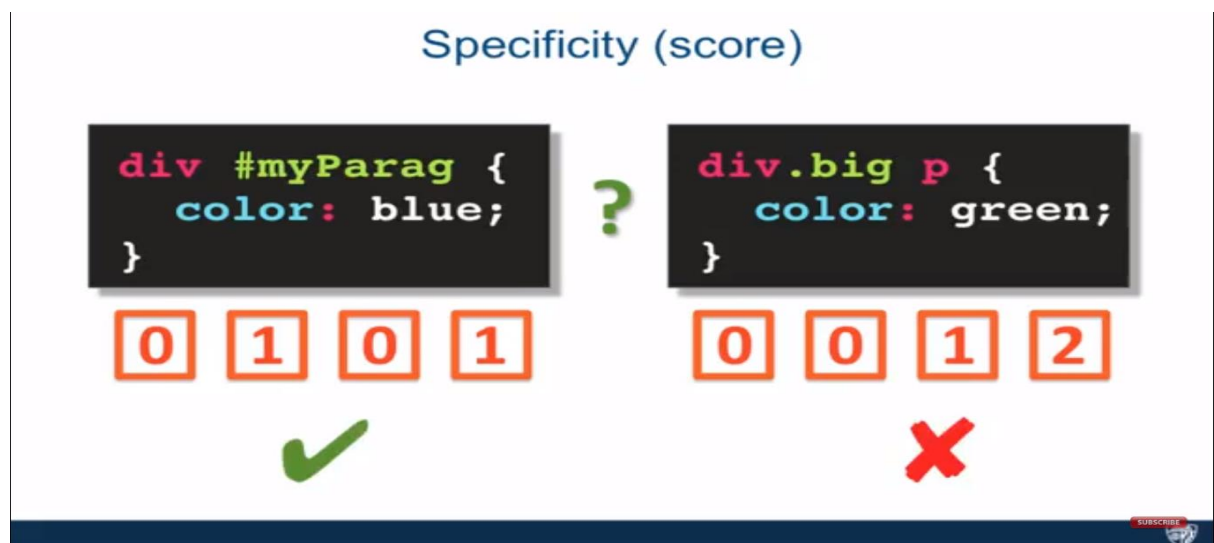 Specificity (score)
div #myParag {
color: blue;
}
?
div.big p {
color: green;
}
0 1 0 1
0 0 1 2
SUBSCRIBE